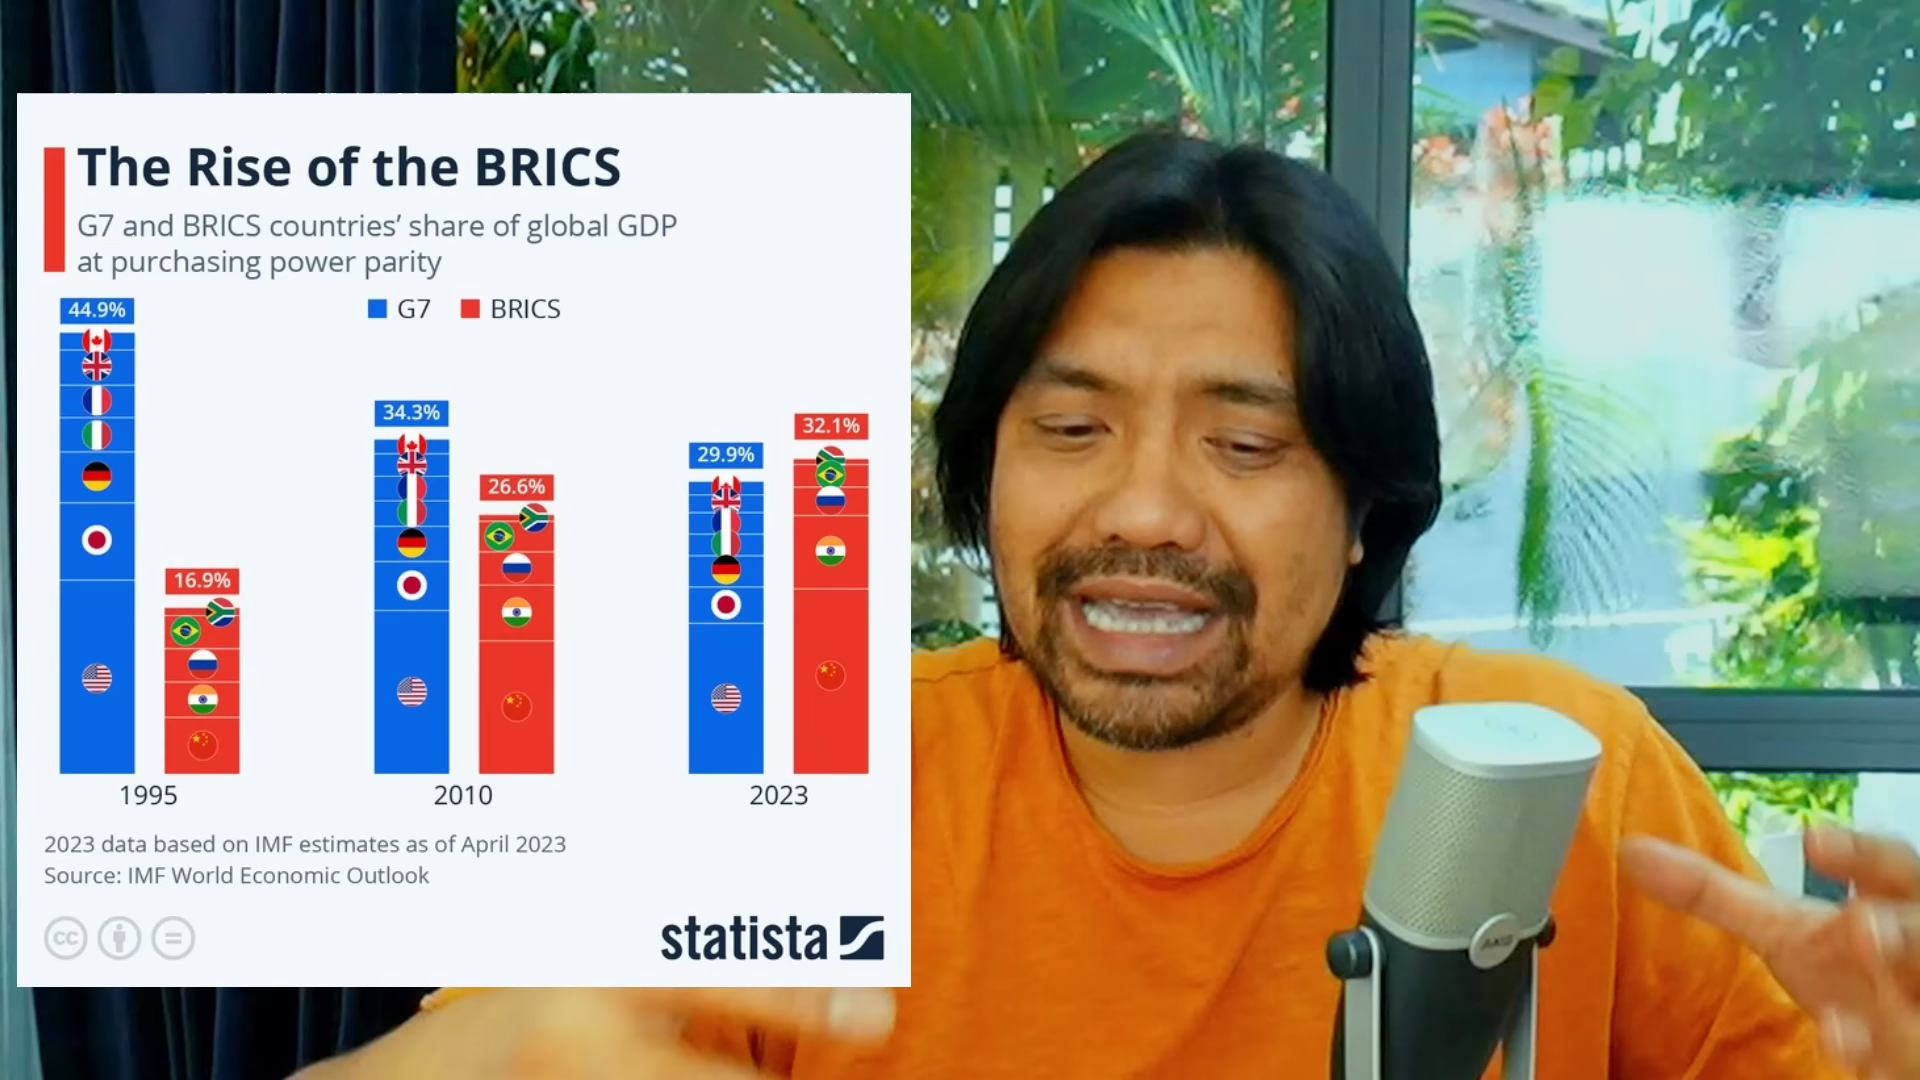 The Rise of the BRICS
G7 and BRICS countries’ share of global GDP
at purchasing power parity
G7 BRICS
44.9%
16.9%
34.3%
26.6%
29.9%
32.1%
1995 2010 2023
2023 data based on IMF estimates as of April 2023
Source: IMF World Economic Outlook
cc
statista
AKG